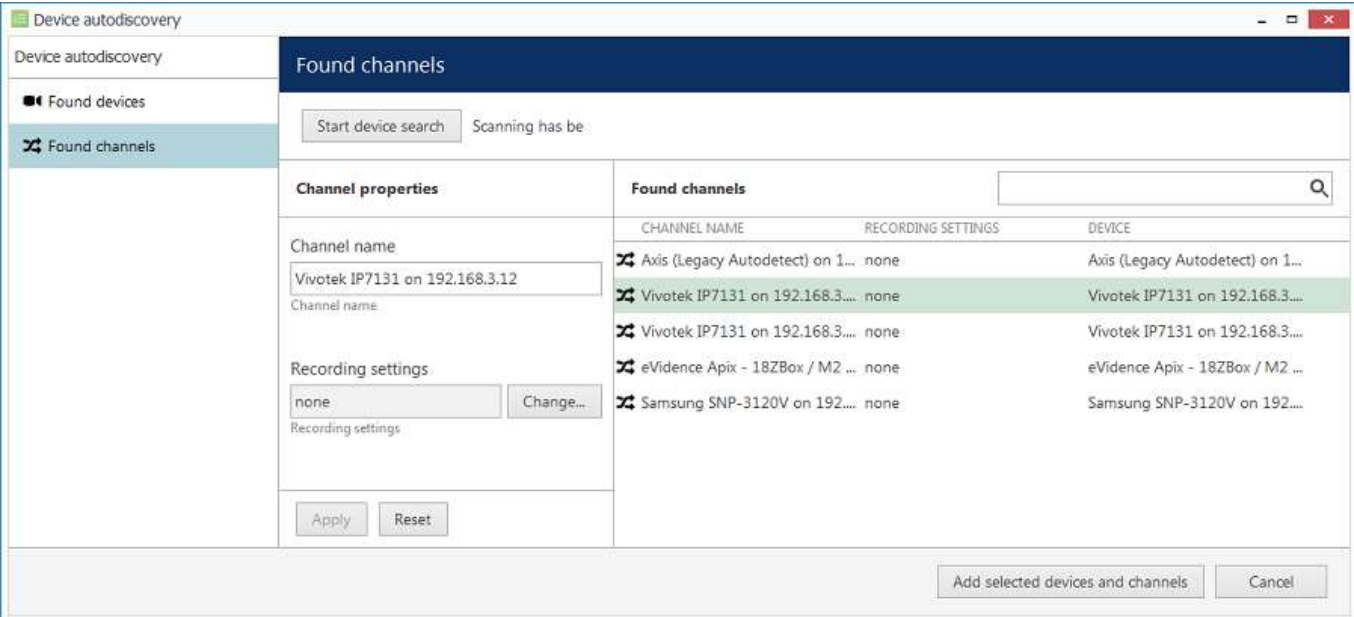 Device autodiscovery
Device autodiscovery
Found devices
Found channels
Found channels
Start device search Scanning has be
Channel properties
Channel name
Vivotek IP7131 on 192.168.3.12
Channel name
Recording settings
none Change...
Recording settings
Apply Reset
Found channels
CHANNEL NAME RECORDING SETTINGS DEVICE
Axis (Legacy Autodetect) on 1... none Axis (Legacy Autodetect) on 1...
Vivotek IP7131 on 192.168.3.... none Vivotek IP7131 on 192.168.3....
Vivotek IP7131 on 192.168.3.... none Vivotek IP7131 on 192.168.3....
eVidence Apix - 18ZBox / M2 ... none eVidence Apix - 18ZBox / M2 ...
Samsung SNP-3120V on 192.... none Samsung SNP-3120V on 192....
Add selected devices and channels Cancel